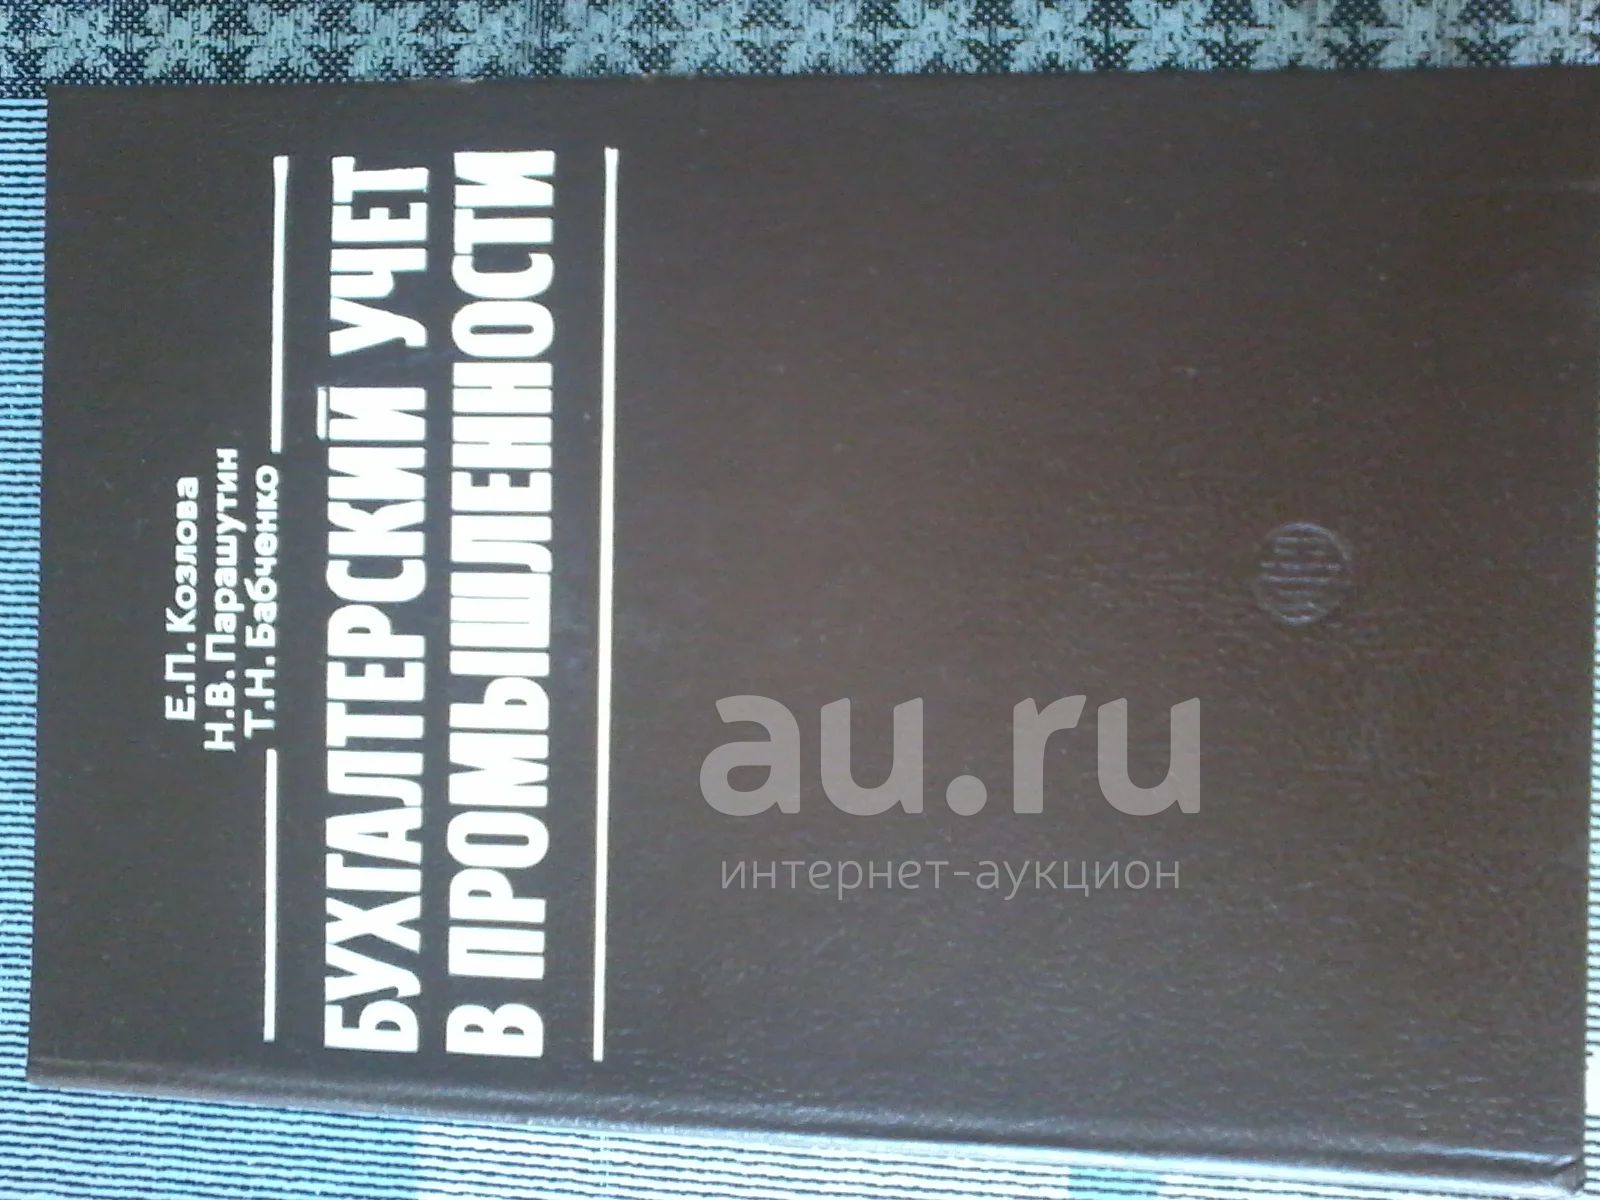 Е.П. Козлова
Н.В. Парашутин
Т.Н. Бабченко
БУХГАЛТЕРСКИЙ УЧЕТ
В ПРОМЫШЛЕННОСТИ
au.ru
интернет-аукцион